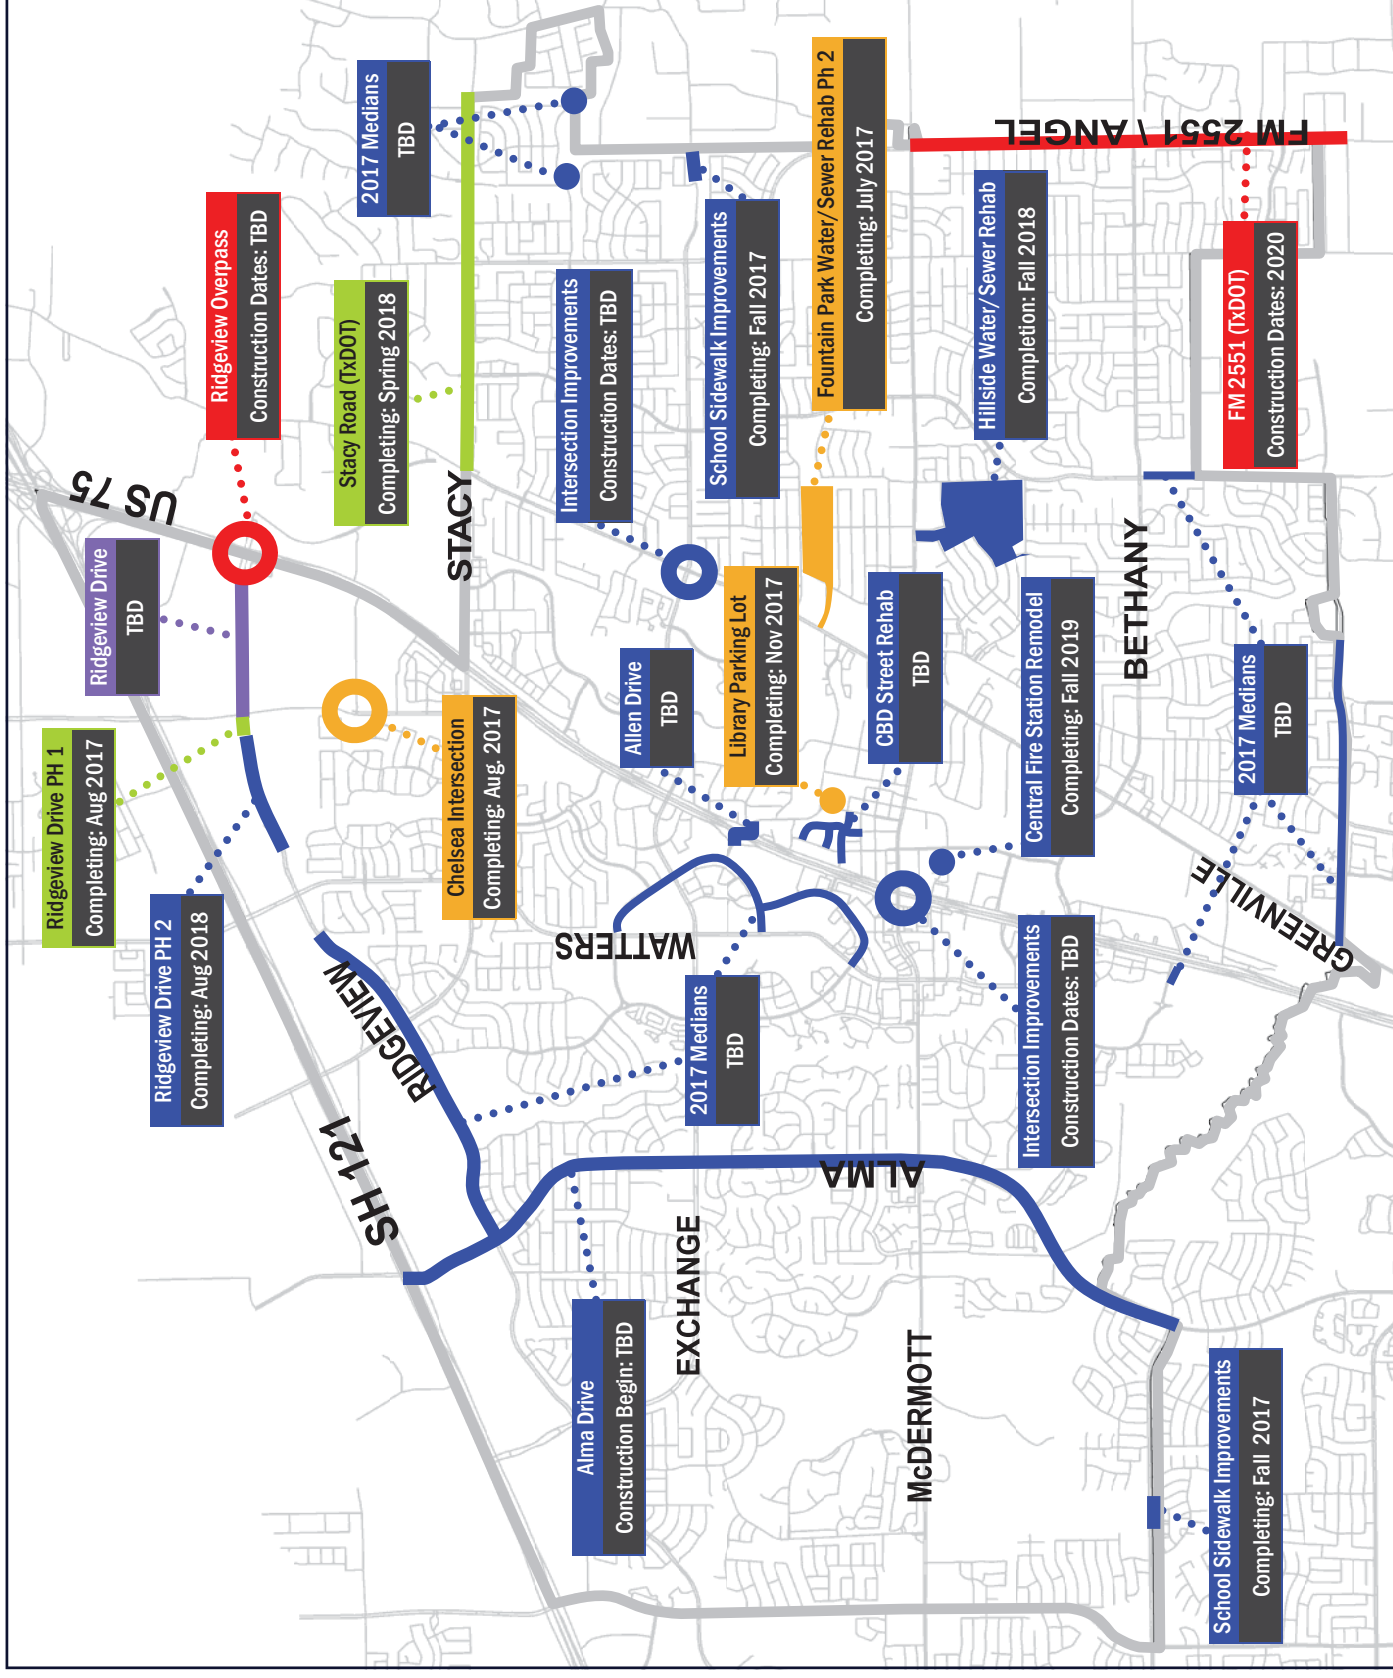 US 75
Ridgeview Overpass
Construction Dates: TBD
2017 Medians
TBD
Stacy Road (TxDOT)
Completing: Spring 2018
STACY
Ridgeview Drive
TBD
Ridgeview Drive PH 1
Completing: Aug 2017
Ridgeview Drive PH 2
Completing: Aug 2018
Chelsea Intersection
Completing: Aug. 2017
RIDGEVIEW
SH 121
Intersection Improvements
Construction Dates: TBD
School Sidewalk Improvements
Completing: Fall 2017
Fountain Park Water/Sewer Rehab Ph 2
Completing: July 2017
FM 2551 \ ANGEL
Hillside Water/Sewer Rehab
Completion: Fall 2018
FM 2551 (TxDOT)
Construction Dates: 2020
Allen Drive
TBD
Library Parking Lot
Completing: Nov 2017
CBD Street Rehab
TBD
Central Fire Station Remodel
Completing: Fall 2019
BETHANY
2017 Medians
TBD
GREENVILLE
WATTERS
2017 Medians
TBD
Intersection Improvements
Construction Dates: TBD
ALMA
EXCHANGE
Alma Drive
Construction Begin: TBD
McDERMOTT
School Sidewalk Improvements
Completing: Fall 2017